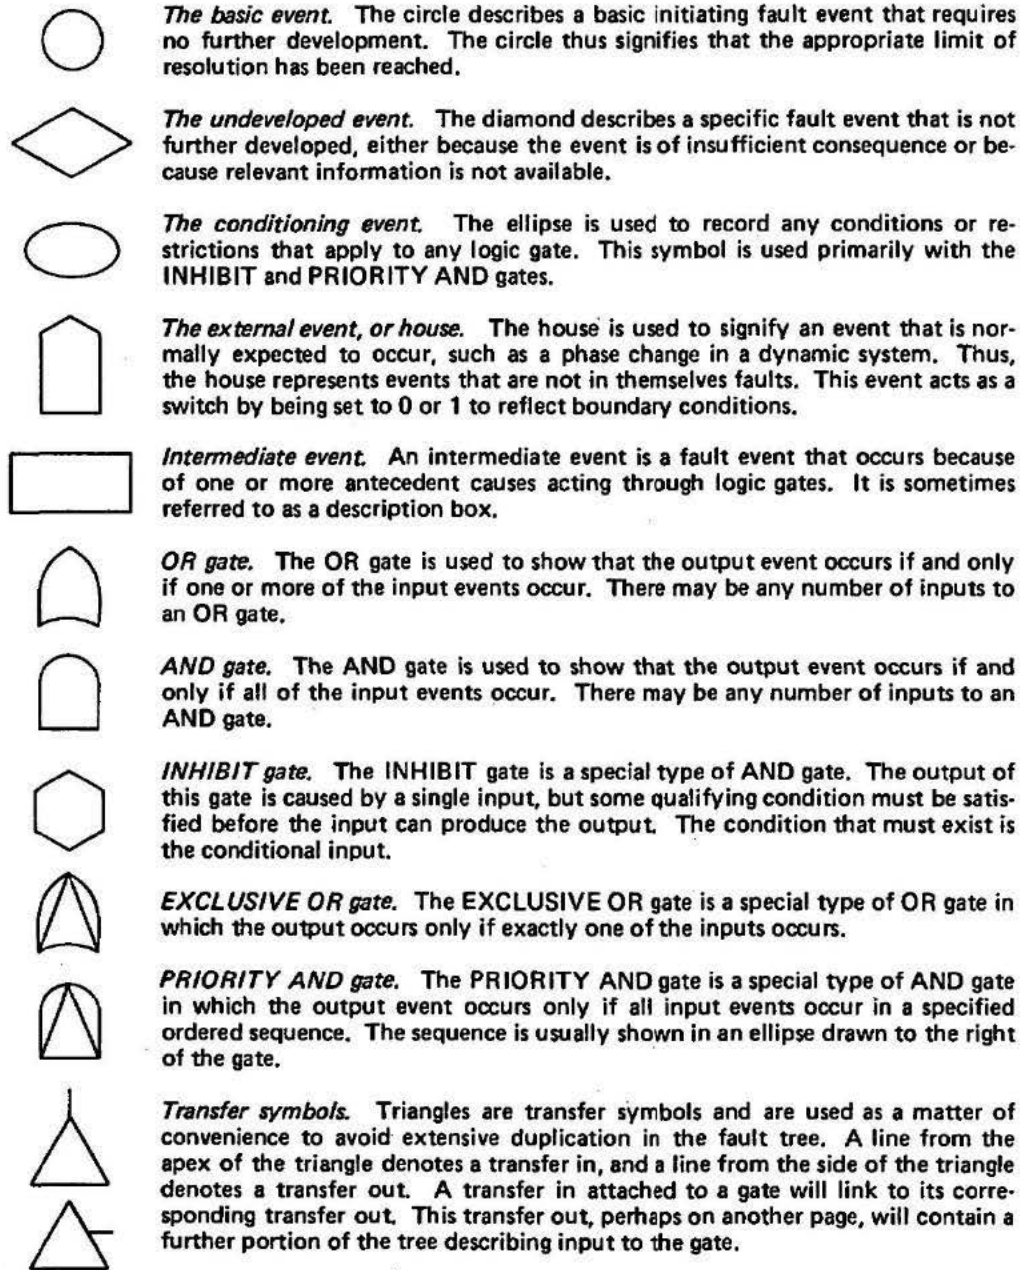 The basic event. The circle describes a basic initiating fault event that requires
no further development. The circle thus signifies that the appropriate limit of
resolution has been reached.
The undeveloped event. The diamond describes a specific fault event that is not
further developed, either because the event is of insufficient consequence or be-
cause relevant information is not available.
The conditioning event. The ellipse is used to record any conditions or re-
strictions that apply to any logic gate. This symbol is used primarily with the
INHIBIT and PRIORITY AND gates.
The external event, or house. The house is used to signify an event that is nor-
mally expected to occur, such as a phase change in a dynamic system. Thus,
the house represents events that are not in themselves faults. This event acts as a
switch by being set to 0 or 1 to reflect boundary conditions.
Intermediate event. An intermediate event is a fault event that occurs because
of one or more antecedent causes acting through logic gates. It is sometimes
referred to as a description box.
OR gate. The OR gate is used to show that the output event occurs if and only
if one or more of the input events occur. There may be any number of inputs to
an OR gate.
AND gate. The AND gate is used to show that the output event occurs if and
only if all of the input events occur. There may be any number of inputs to an
AND gate.
INHIBIT gate. The INHIBIT gate is a special type of AND gate. The output of
this gate is caused by a single input, but some qualifying condition must be satis-
fied before the input can produce the output. The condition that must exist is
the conditional input.
EXCLUSIVE OR gate. The EXCLUSIVE OR gate is a special type of OR gate in
which the output occurs only if exactly one of the inputs occurs.
PRIORITY AND gate. The PRIORITY AND gate is a special type of AND gate
in which the output event occurs only if all input events occur in a specified
ordered sequence. The sequence is usually shown in an ellipse drawn to the right
of the gate.
Transfer symbols. Triangles are transfer symbols and are used as a matter of
convenience to avoid extensive duplication in the fault tree. A line from the
apex of the triangle denotes a transfer in, and a line from the side of the triangle
denotes a transfer out. A transfer in attached to a gate will link to its corre-
sponding transfer out. This transfer out, perhaps on another page, will contain a
further portion of the tree describing input to the gate.